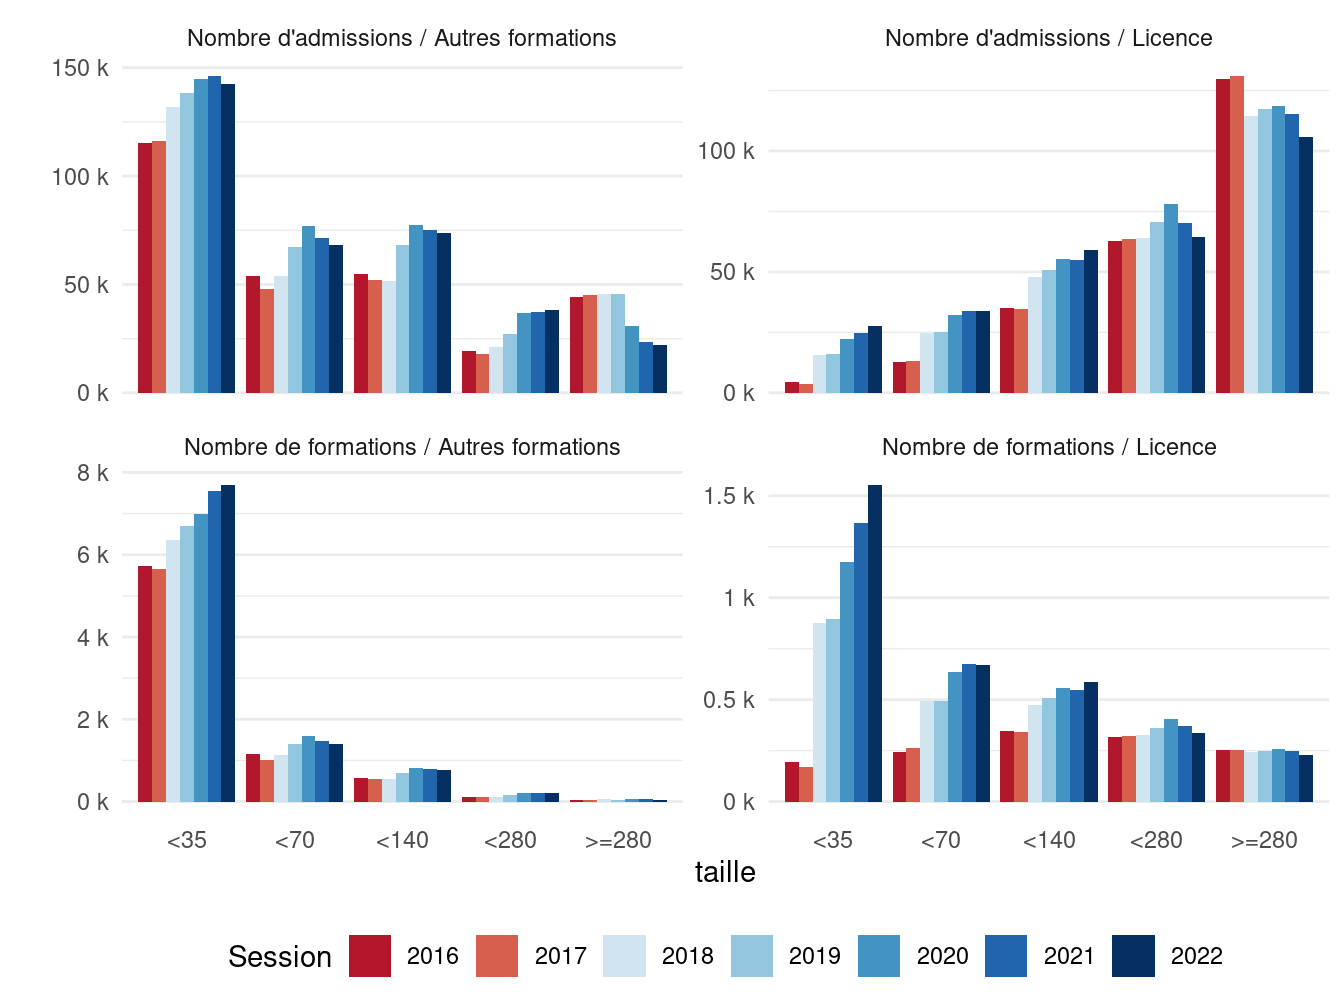 Nombre d'admissions / Autres formations
Nombre d'admissions / Licence
150 k
100 k
50 k
0 k
100 k
50 k
0 k
Nombre de formations / Autres formations
Nombre de formations / Licence
8 k
6 k
4 k
2 k
0 k
1.5 k
1 k
0.5 k
0 k
<35 <70 <140 <280 >=280
<35 <70 <140 <280 >=280
taille
Session 2016 2017 2018 2019 2020 2021 2022